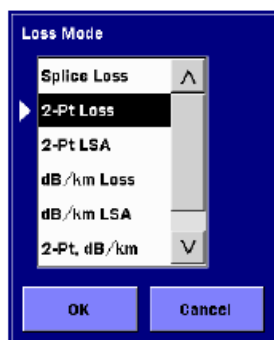 Loss Mode
Splice Loss
2-Pt Loss
2-Pt LSA
dB/km Loss
dB/km LSA
2-Pt, dB/km
OK
Cancel